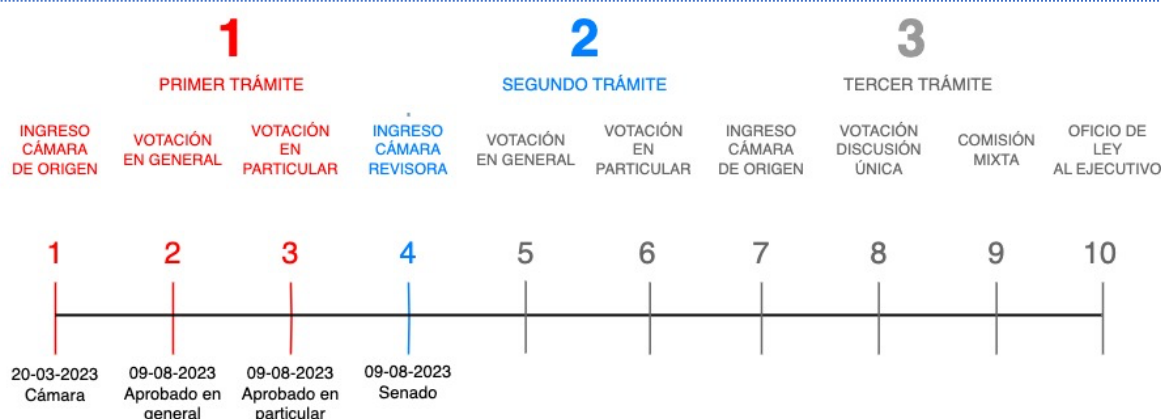 1
2
3
PRIMER TRÁMITE
SEGUNDO TRÁMITE
TERCER TRÁMITE
INGRESO
CÁMARA
DE ORIGEN
VOTACIÓN
EN GENERAL
VOTACIÓN
EN
PARTICULAR
INGRESO
CÁMARA
REVISORA
VOTACIÓN
EN GENERAL
VOTACIÓN
EN
PARTICULAR
INGRESO
CÁMARA
DE ORIGEN
VOTACIÓN
DISCUSIÓN
ÚNICA
COMISIÓN
MIXTA
OFICIO DE
LEY
AL EJECUTIVO
1
2
3
4
5
6
7
8
9
10
20-03-2023
Cámara
09-08-2023
Aprobado en
general
09-08-2023
Aprobado en
particular
09-08-2023
Senado